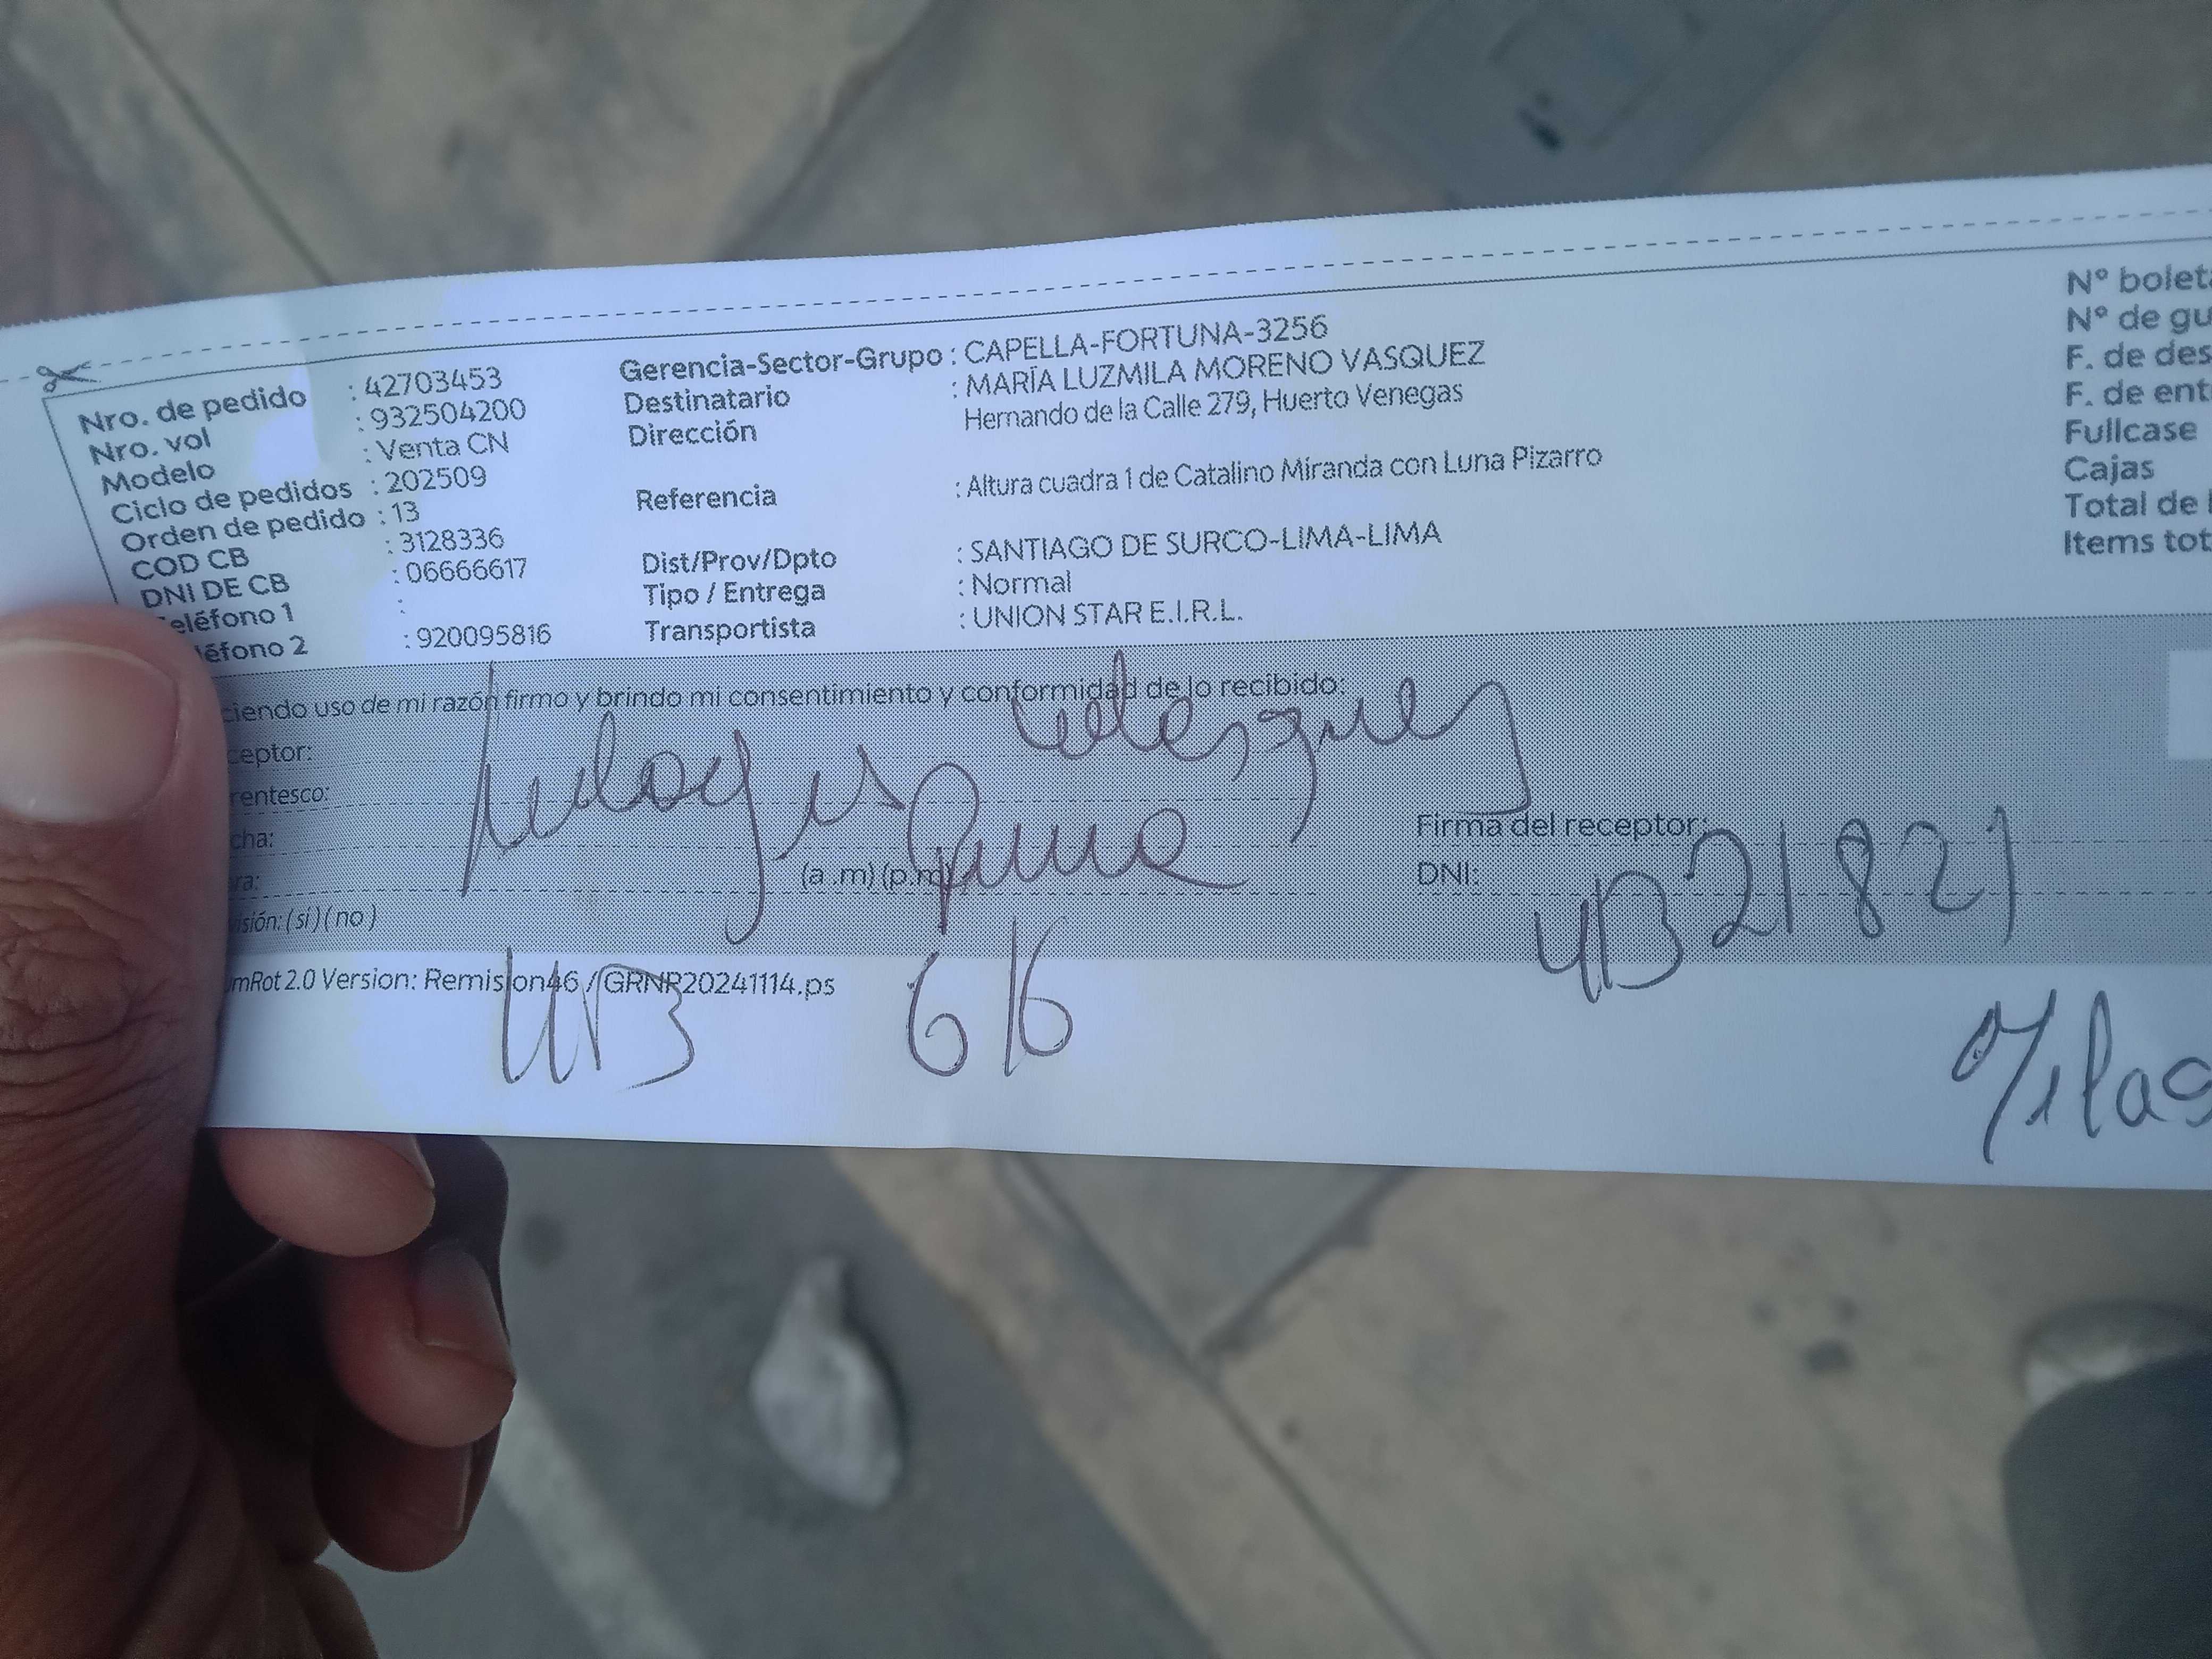 Nro. de pedido : 42703453
Nro. vol : 932504200
Modelo : Venta CN
Ciclo de pedidos : 202509
Orden de pedido : 13
COD CB : 3128336
DNI DE CB : 06666617
eléfono 1 :
léfono 2 : 920095816
Gerencia-Sector-Grupo : CAPELLA-FORTUNA-3256
Destinatario : MARÍA LUZMILA MORENO VASQUEZ
Dirección Hernando de la Calle 279, Huerto Venegas
Referencia : Altura cuadra 1 de Catalino Miranda con Luna Pizarro
Dist/Prov/Dpto : SANTIAGO DE SURCO-LIMA-LIMA
Tipo / Entrega : Normal
Transportista : UNION STAR E.I.R.L.
N° boleta
N° de gu
F. de des
F. de ent
Fullcase
Cajas
Total de
Items tot
ciendo uso de mi razón firmo y brindo mi consentimiento y conformidad de lo recibido:
ceptor:
rentesco:
cha:
ra: (a .m) (p.m)
visión: ( si ) ( no )
Firma del receptor:
DNI:
21821
mRot 2.0 Version: Remision46 / GRNR20241114.ps
616
Milag